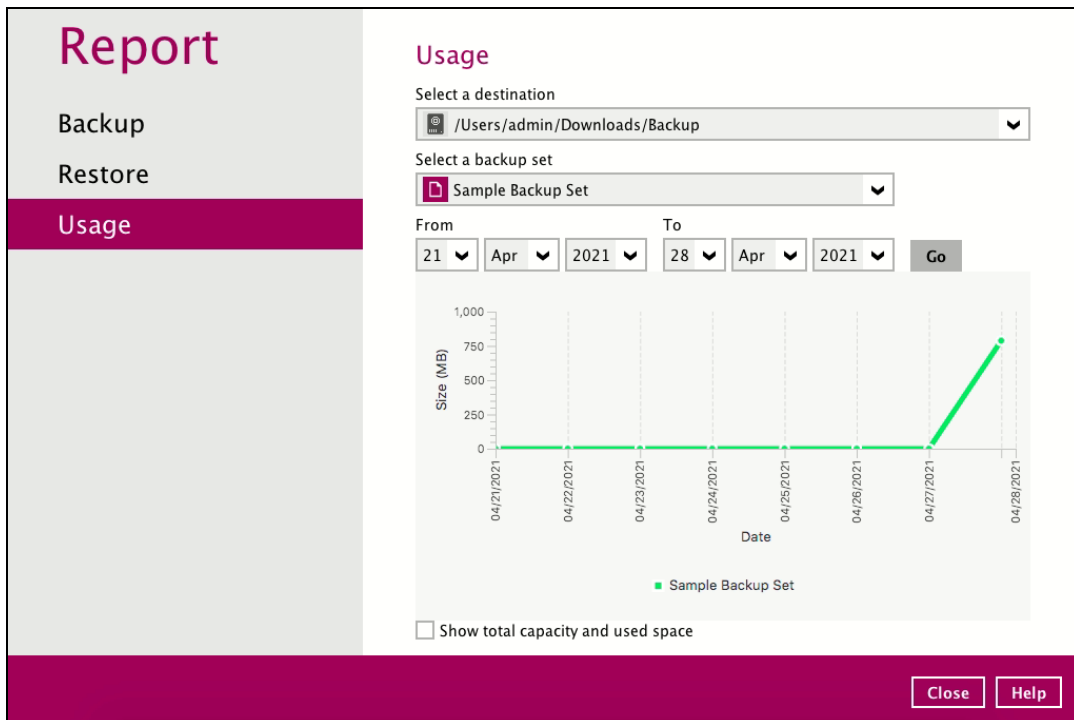 Report
Backup
Restore
Usage
Usage
Select a destination
/Users/admin/Downloads/Backup
Select a backup set
Sample Backup Set
From To
21 Apr 2021 28 Apr 2021 Go
1,000
750
500
250
0
Size (MB)
04/21/2021
04/22/2021
04/23/2021
04/24/2021
04/25/2021
04/26/2021
04/27/2021
04/28/2021
Date
Sample Backup Set
Show total capacity and used space
Close Help